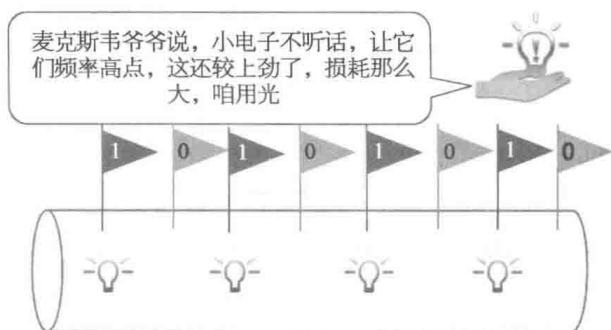 麦克斯韦爷爷说，小电子不听话，让它
们频率高点，这还较上劲了，损耗那么
大，咱用光
1 0 1 0 1 0 1 0